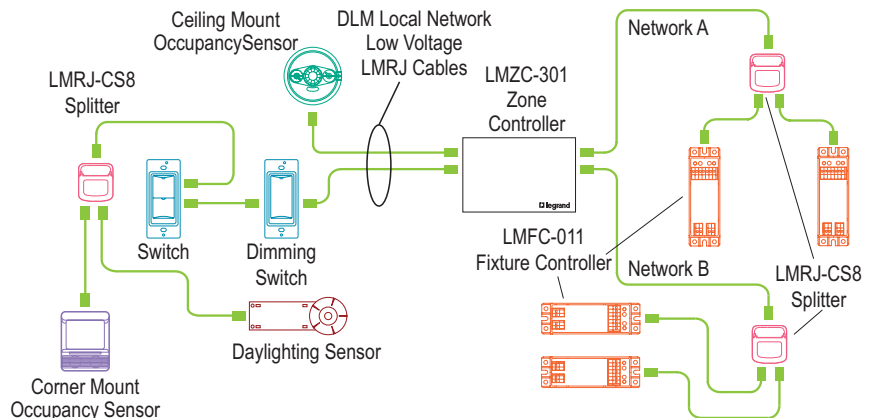 Ceiling Mount
OccupancySensor
DLM Local Network
Low Voltage
LMRJ Cables
Network A
LMZC-301
Zone
Controller
LMRJ-CS8
Splitter
legrand
Switch
Dimming
Switch
LMFC-011
Fixture Controller
Network B
LMRJ-CS8
Splitter
Daylighting Sensor
Corner Mount
Occupancy Sensor